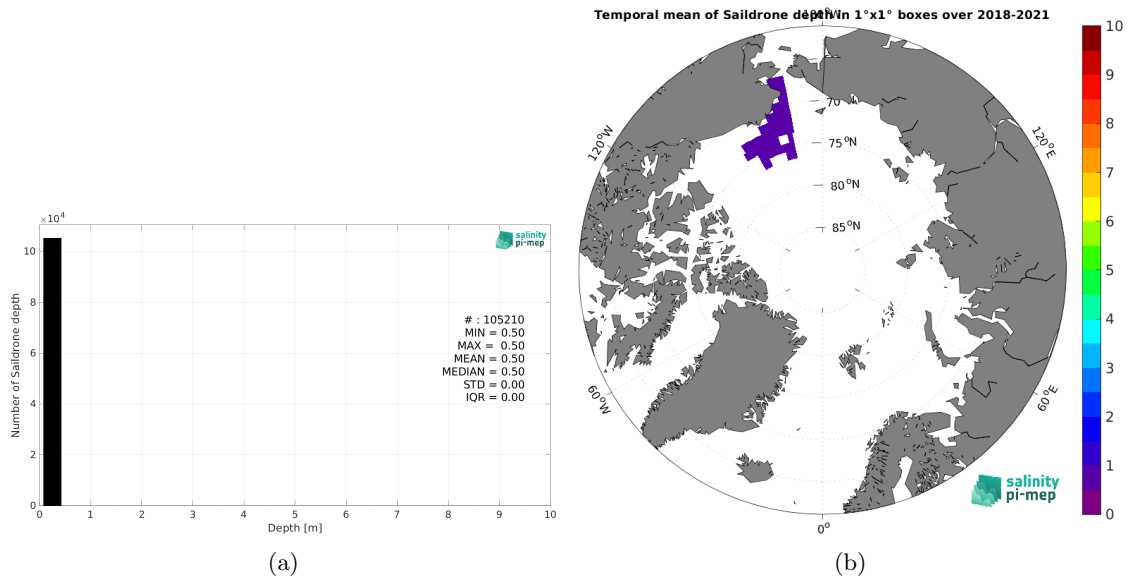 Temporal mean of Saildrone depth in 1°x1° boxes over 2018-2021
×10⁴
10
8
6
4
2
0
Number of Saildrone depth
salinity
pi-mep
# : 105210
MIN = 0.50
MAX = 0.50
MEAN = 0.50
MEDIAN = 0.50
STD = 0.00
IQR = 0.00
0 1 2 3 4 5 6 7 8 9 10
Depth [m]
(a)
180°W
120°W
120°E
75°N
80°N
85°N
60°W
60°E
0°
salinity
pi-mep
10
9
8
7
6
5
4
3
2
1
0
(b)